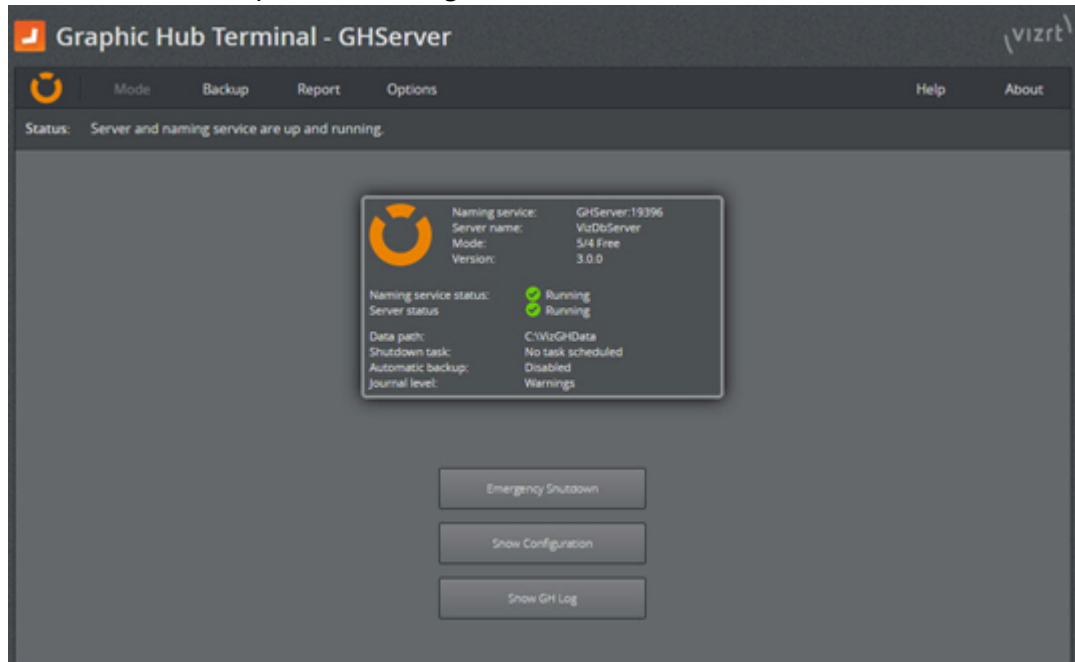 Graphic Hub Terminal - GHServer
vizrt
Mode Backup Report Options Help About
Status: Server and naming service are up and running.
Naming service: GHServer:19396
Server name: VizDbServer
Mode: 5/4 Free
Version: 3.0.0
Naming service status: Running
Server status Running
Data path: C:\VizGHData
Shutdown task: No task scheduled
Automatic backup: Disabled
Journal level: Warnings
Emergency Shutdown
Show Configuration
Show GH Log